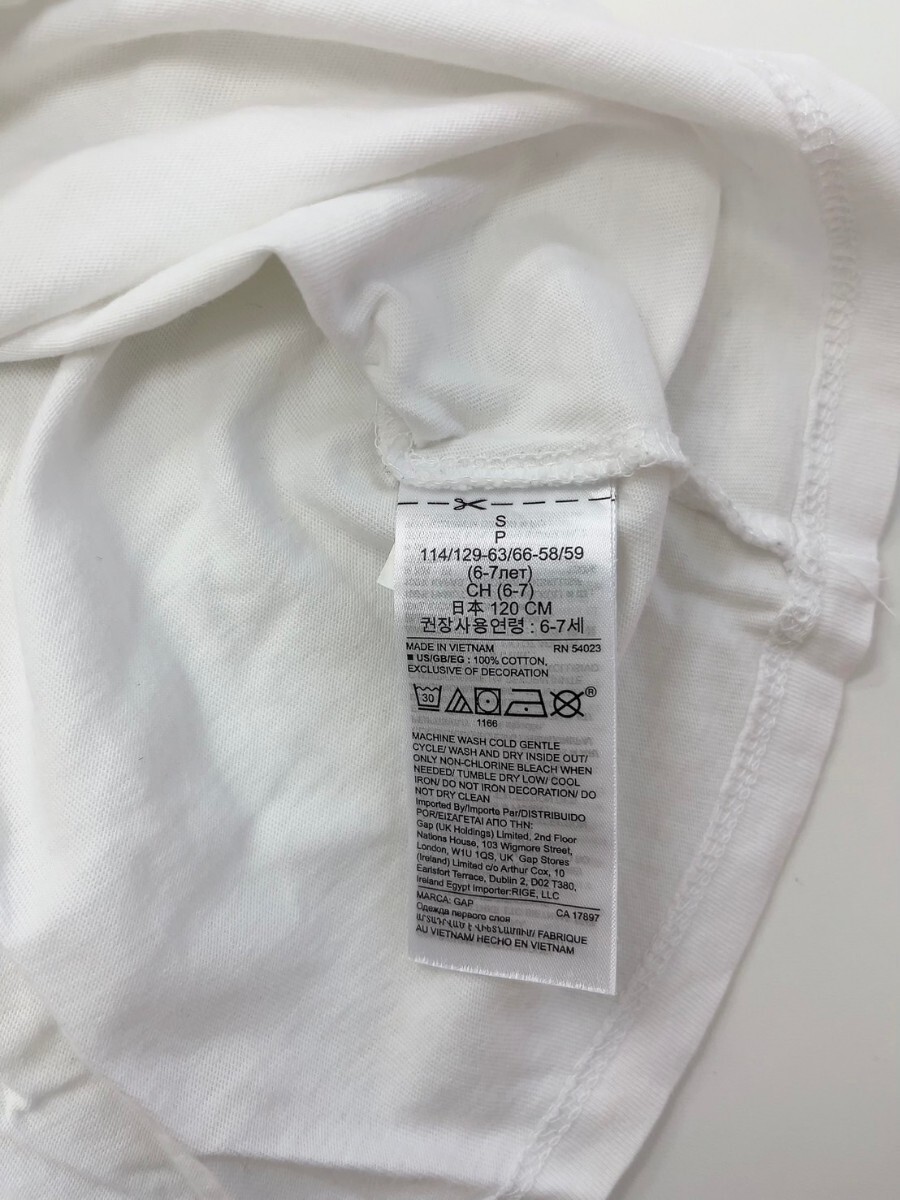 S
P
114/129-63/66-58/59
(6-7лет)
CH (6-7)
日本 120 CM
권장사용연령 : 6-7세
MADE IN VIETNAM RN 54023
■ US/GB/EG : 100% COTTON,
EXCLUSIVE OF DECORATION
30
®
1166
MACHINE WASH COLD GENTLE
CYCLE/ WASH AND DRY INSIDE OUT/
ONLY NON-CHLORINE BLEACH WHEN
NEEDED/ TUMBLE DRY LOW/ COOL
IRON/ DO NOT IRON DECORATION/ DO
NOT DRY CLEAN
Imported By/Importe Par/DISTRIBUIDO
POR/ΕΙΣΑΓΕΤΑΙ ΑΠΟ ΤΗΝ:
Gap (UK Holdings) Limited, 2nd Floor
Nations House, 103 Wigmore Street,
London, W1U 1QS, UK Gap Stores
(Ireland) Limited c/o Arthur Cox, 10
Earlsfort Terrace, Dublin 2, D02 T380,
Ireland Egypt importer:RIGE, LLC
MARCA: GAP CA 17897
Одежда первого слоя
ԱՐՏԱԴՐՎԱԾ Է ՎԻԵՏՆԱՄՈՒՄ/ FABRIQUE
AU VIETNAM/ HECHO EN VIETNAM